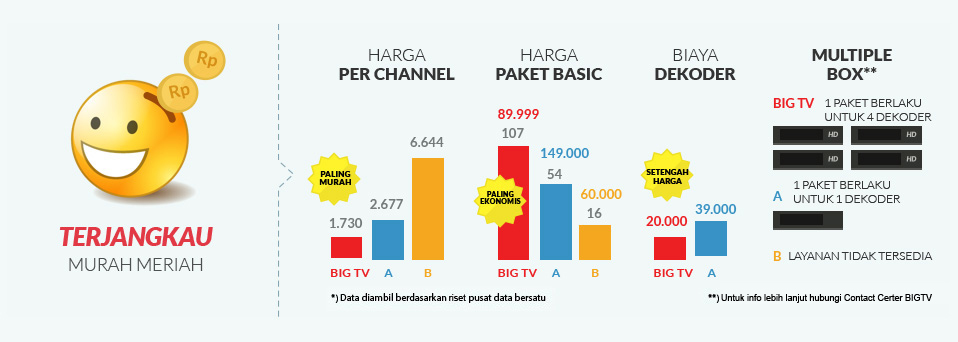 Rp
Rp
TERJANGKAU
MURAH MERIAH
HARGA
PER CHANNEL
PALING
MURAH
1.730
2.677
6.644
BIG TV
A
B
HARGA
PAKET BASIC
89.999
107
149.000
54
60.000
16
PALING
EKONOMIS
BIG TV
A
B
BIAYA
DEKODER
SETENGAH
HARGA
20.000
39.000
BIG TV
A
MULTIPLE
BOX**
BIG TV 1 PAKET BERLAKU
UNTUK 4 DEKODER
HD
HD
HD
HD
A 1 PAKET BERLAKU
UNTUK 1 DEKODER
B LAYANAN TIDAK TERSEDIA
*) Data diambil berdasarkan riset pusat data bersatu
**) Untuk info lebih lanjut hubungi Contact Certer BIGTV